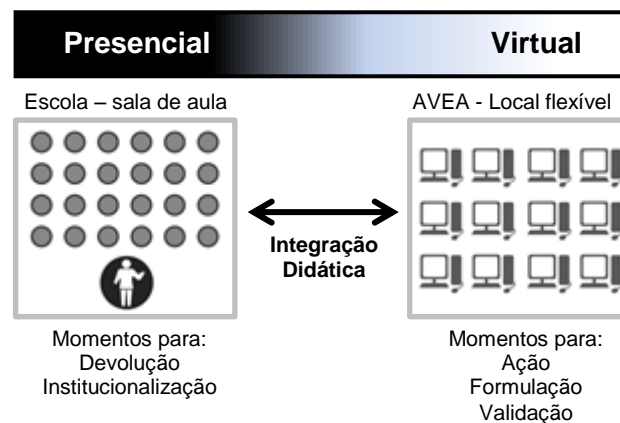 Presencial
Virtual
Escola – sala de aula
AVEA - Local flexível
Integração
Didática
Momentos para:
Devolução
Institucionalização
Momentos para:
Ação
Formulação
Validação